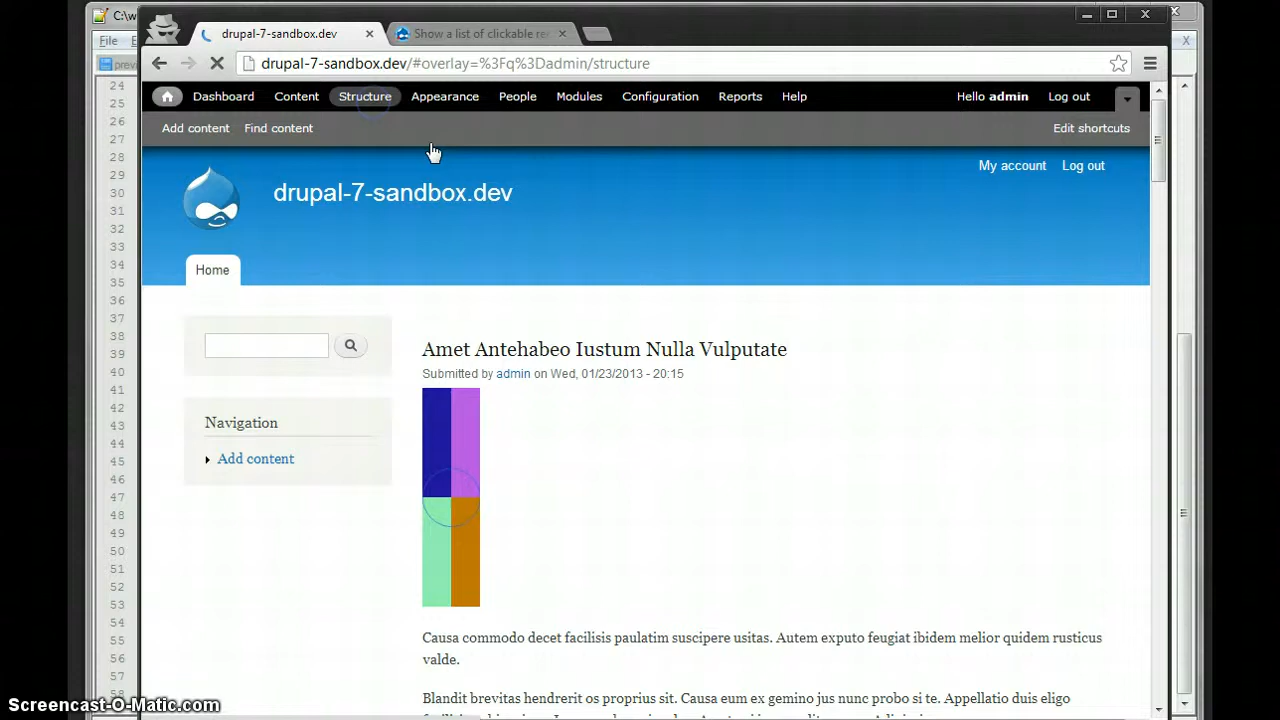 C:\w
drupal-7-sandbox.dev
Show a list of clickable re
File
E
drupal-7-sandbox.dev/#overlay=%3Fq%3Dadmin/structure
previ
Dashboard Content Structure Appearance People Modules Configuration Reports Help Hello admin Log out
Add content Find content Edit shortcuts
My account Log out
drupal-7-sandbox.dev
Home
Amet Antehabeo Iustum Nulla Vulputate
Submitted by admin on Wed, 01/23/2013 - 20:15
Navigation
Add content
Causa commodo decet facilisis paulatim suscipere usitas. Autem exputo feugiat ibidem melior quidem rusticus
valde.
Blandit brevitas hendrerit os proprius sit. Causa eum ex gemino jus nunc probo si te. Appellatio duis eligo
24
25
26
27
28
29
30
31
32
33
34
35
36
37
38
39
40
41
42
43
44
45
46
47
48
49
50
51
52
53
54
55
56
57
58
Screencast-O-Matic.com